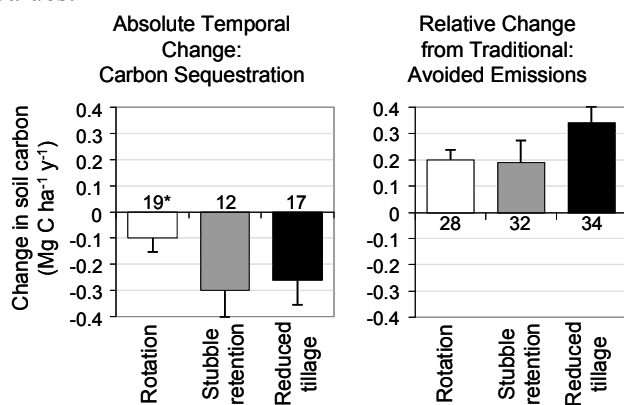 Absolute Temporal
Change:
Carbon Sequestration
Relative Change
from Traditional:
Avoided Emissions
Change in soil carbon
(Mg C ha⁻¹ y⁻¹)
0.4
0.3
0.2
0.1
0
-0.1
-0.2
-0.3
-0.4
19*
12
17
Rotation
Stubble
retention
Reduced
tillage
0.4
0.3
0.2
0.1
0
-0.1
-0.2
-0.3
-0.4
28
32
34
Rotation
Stubble
retention
Reduced
tillage